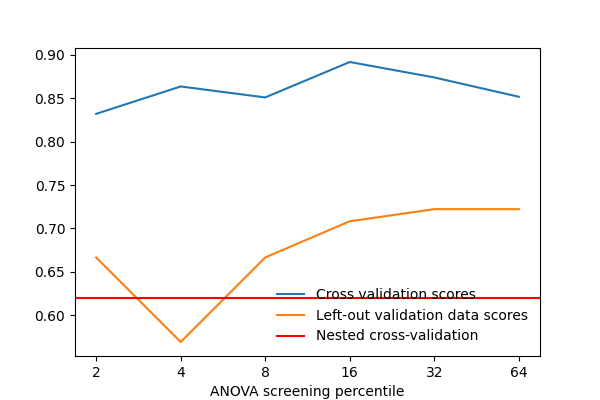 0.90
0.85
0.80
0.75
0.70
0.65
0.60
Cross validation scores
Left-out validation data scores
Nested cross-validation
2 4 8 16 32 64
ANOVA screening percentile